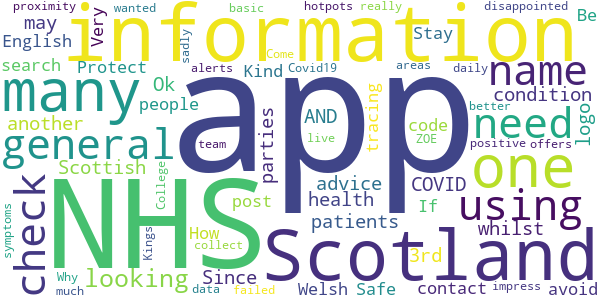 proximity wanted basic hotpots really disappointed
may Very information Stay Be
English sadly Come
search Protect alerts Kind Covid19 areas daily name
many Ok people app condition
another AND tracing code better need logo
general team parties live ZOE positive offers
Scottish College advice COVID one
check NHS post health If using
symptoms Kings How patients whilst
collect Since 3rd Scotland
Why looking Welsh Safe contact impress avoid
much data failed